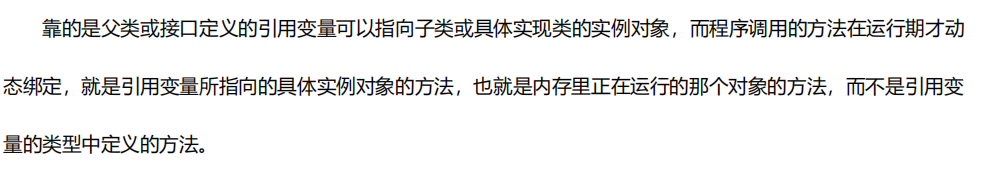 靠的是父类或接口定义的引用变量可以指向子类或具体实现类的实例对象，而程序调用的方法在运行期才动
态绑定，就是引用变量所指向的具体实例对象的方法，也就是内存里正在运行的那个对象的方法，而不是引用变
量的类型中定义的方法。